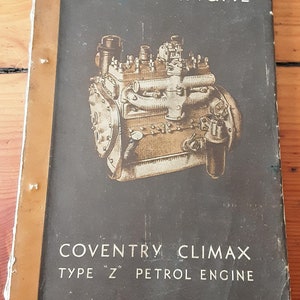 COVENTRY CLIMAX
TYPE "Z" PETROL ENGINE